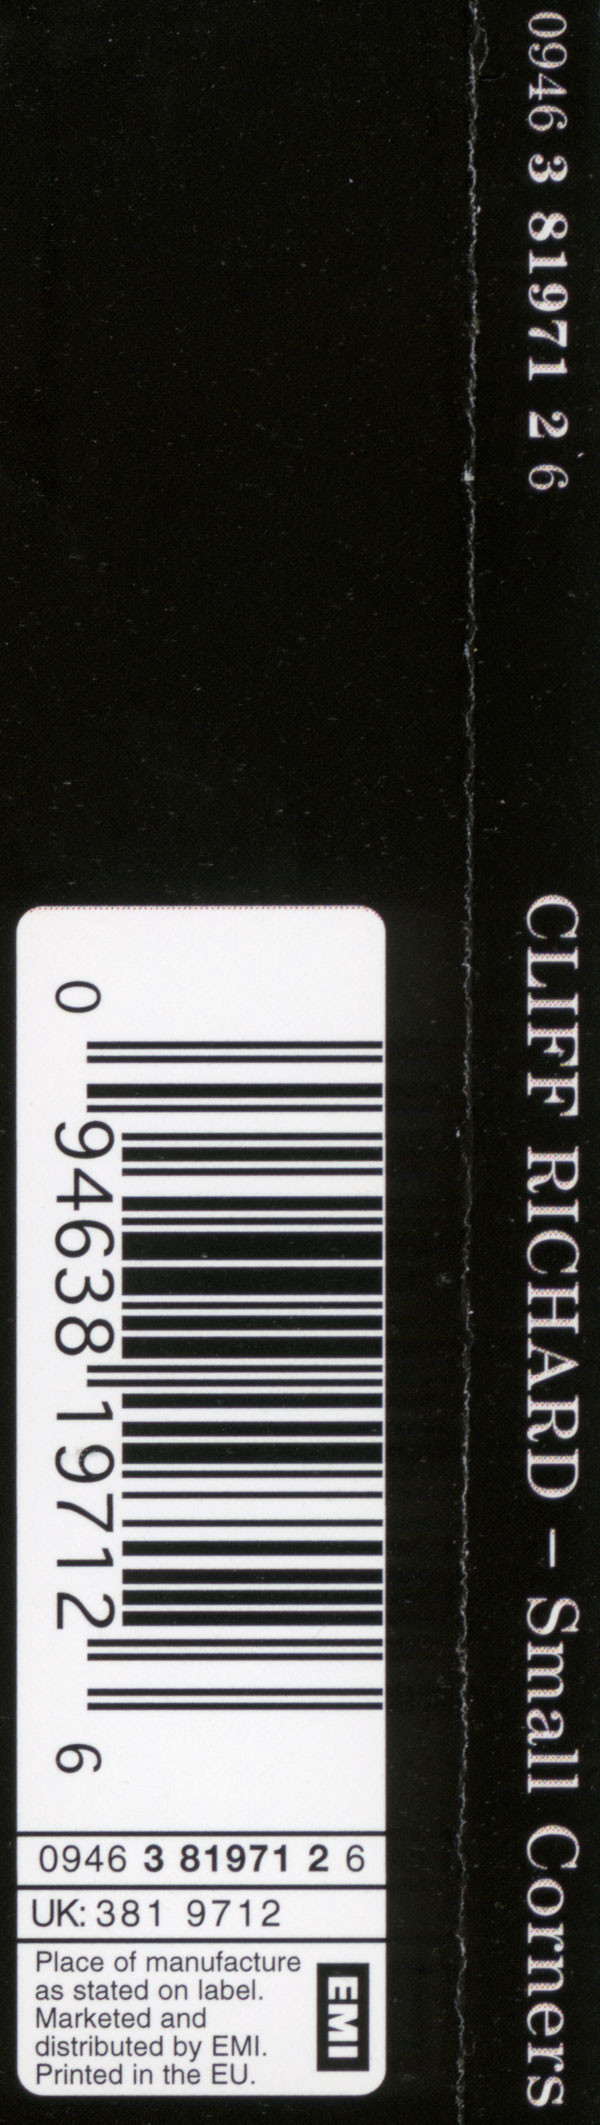 0946 3 81971 2 6
CLIFF RICHARD – Small Corners
0 94638 19712 6
0946 3 81971 2 6
UK: 381 9712
Place of manufacture
as stated on label.
Marketed and
distributed by EMI.
Printed in the EU.
EMI